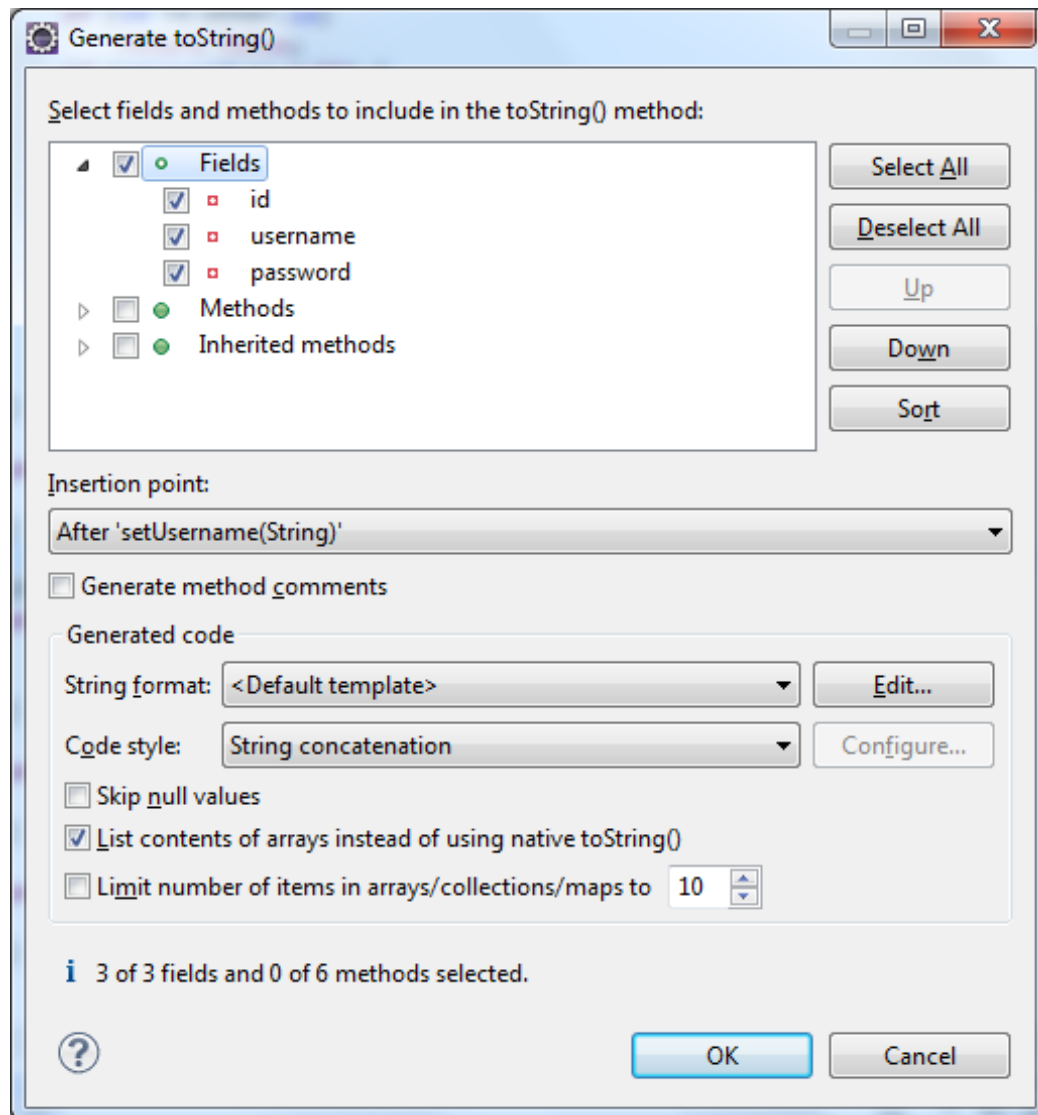 Generate toString()
Select fields and methods to include in the toString() method:
Fields
id
username
password
Methods
Inherited methods
Select All
Deselect All
Up
Down
Sort
Insertion point:
After 'setUsername(String)'
Generate method comments
Generated code
String format: <Default template> Edit...
Code style: String concatenation Configure...
Skip null values
List contents of arrays instead of using native toString()
Limit number of items in arrays/collections/maps to 10
i 3 of 3 fields and 0 of 6 methods selected.
? OK Cancel